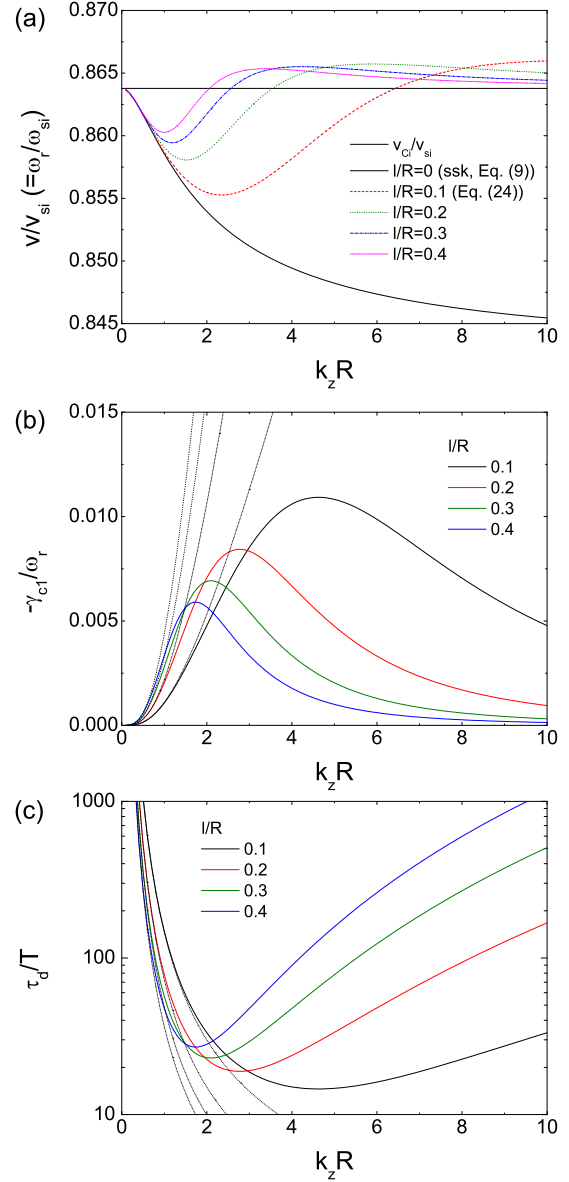 (a)
0.870
0.865
0.860
0.855
0.850
0.845
v/v_si (=ω_r/ω_si)
v_Ci/v_si
l/R=0 (ssk, Eq. (9))
l/R=0.1 (Eq. (24))
l/R=0.2
l/R=0.3
l/R=0.4
0 2 4 6 8 10
k_zR
(b)
0.015
0.010
0.005
0.000
-γ_c1/ω_r
l/R
0.1
0.2
0.3
0.4
0 2 4 6 8 10
k_zR
(c)
1000
100
10
τ_d/T
l/R
0.1
0.2
0.3
0.4
0 2 4 6 8 10
k_zR